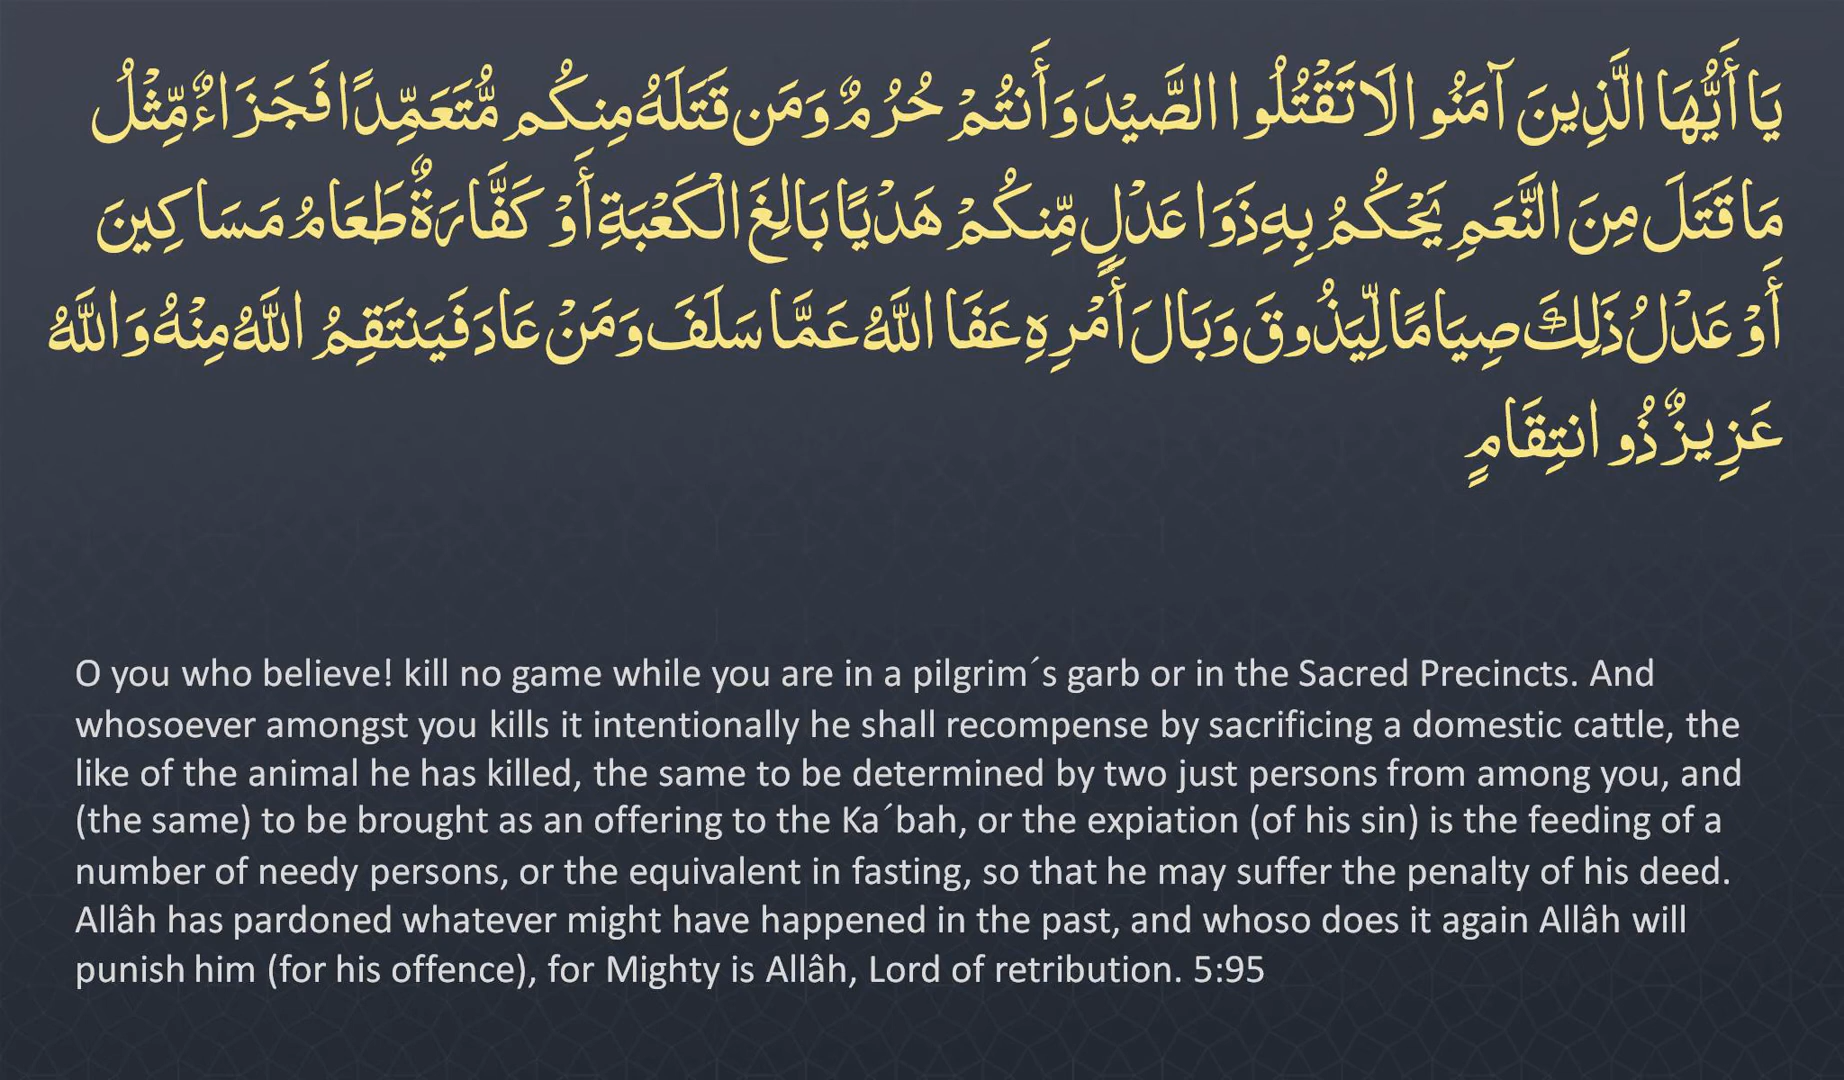 يَا أَيُّهَا الَّذِينَ آمَنُوا لَا تَقْتُلُوا الصَّيْدَ وَأَنتُمْ حُرُمٌ وَمَن قَتَلَهُ مِنكُم مُّتَعَمِّدًا فَجَزَاءٌ مِّثْلُ
مَا قَتَلَ مِنَ النَّعَمِ يَحْكُمُ بِهِ ذَوَا عَدْلٍ مِّنكُمْ هَدْيًا بَالِغَ الْكَعْبَةِ أَوْ كَفَّارَةٌ طَعَامُ مَسَاكِينَ
أَوْ عَدْلُ ذَلِكَ صِيَامًا لِّيَذُوقَ وَبَالَ أَمْرِهِ عَفَا اللَّهُ عَمَّا سَلَفَ وَمَنْ عَادَ فَيَنتَقِمُ اللَّهُ مِنْهُ وَاللَّهُ
عَزِيزٌ ذُو انتِقَامٍ
O you who believe! kill no game while you are in a pilgrim´s garb or in the Sacred Precincts. And
whosoever amongst you kills it intentionally he shall recompense by sacrificing a domestic cattle, the
like of the animal he has killed, the same to be determined by two just persons from among you, and
(the same) to be brought as an offering to the Ka´bah, or the expiation (of his sin) is the feeding of a
number of needy persons, or the equivalent in fasting, so that he may suffer the penalty of his deed.
Allâh has pardoned whatever might have happened in the past, and whoso does it again Allâh will
punish him (for his offence), for Mighty is Allâh, Lord of retribution. 5:95